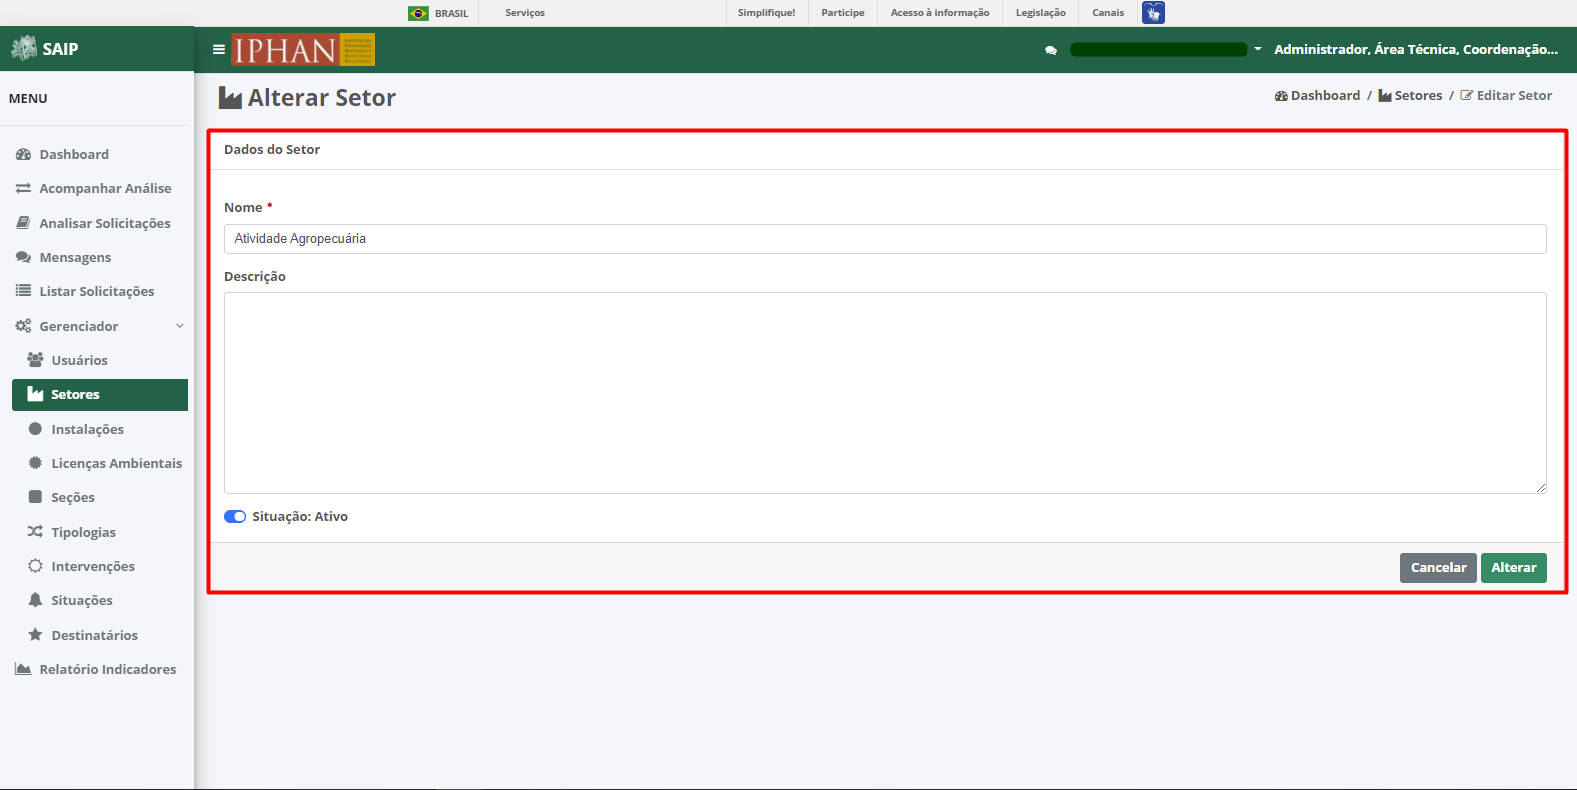 BRASIL Serviços Simplifique! Participe Acesso à informação Legislação Canais
SAIP
IPHAN
Administrador, Área Técnica, Coordenação...
MENU
Alterar Setor
Dashboard / Setores / Editar Setor
Dashboard
Acompanhar Análise
Analisar Solicitações
Mensagens
Listar Solicitações
Gerenciador
Usuários
Setores
Instalações
Licenças Ambientais
Seções
Tipologias
Intervenções
Situações
Destinatários
Relatório Indicadores
Dados do Setor
Nome *
Atividade Agropecuária
Descrição
Situação: Ativo
Cancelar Alterar